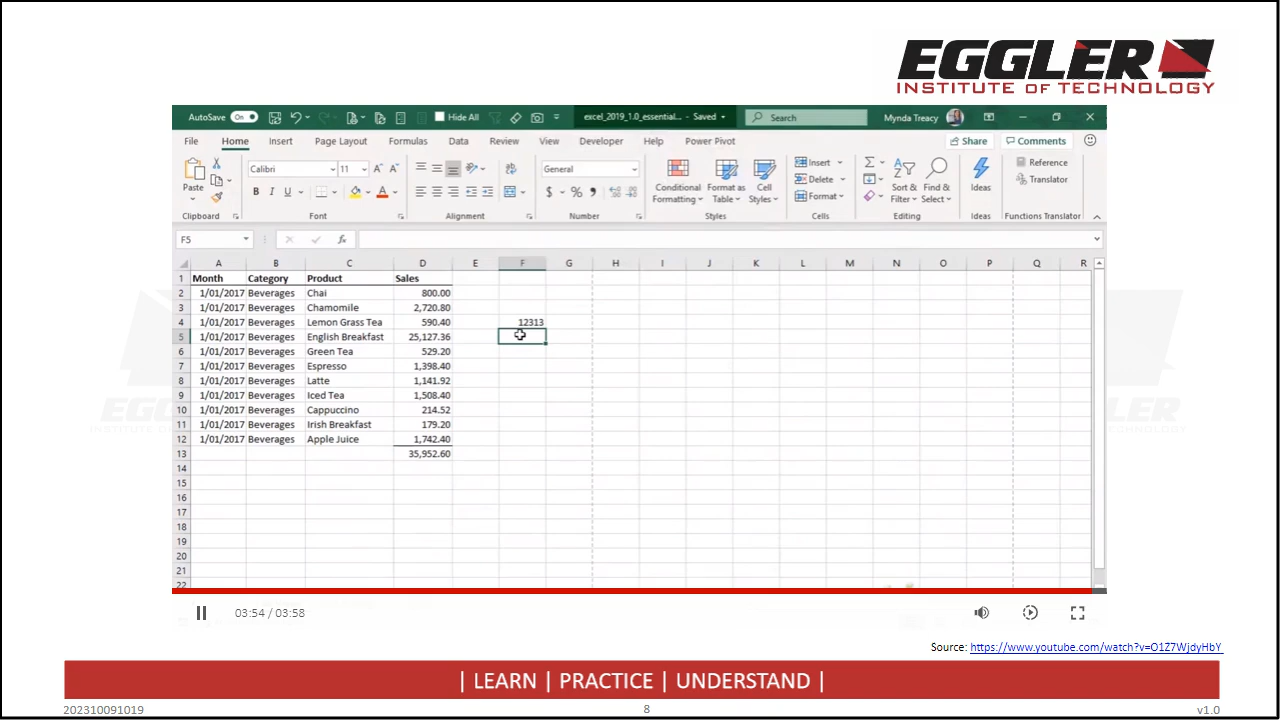 EGGLER
INSTITUTE OF TECHNOLOGY
AutoSave On Hide All excel_2019_1.0_essential... - Saved Search Mynda Treacy
File Home Insert Page Layout Formulas Data Review View Developer Help Power Pivot Share Comments
Calibri 11 A A General Insert Σ Reference
Paste B I U A $ % Conditional Formatting Format as Table Cell Styles Delete Format Sort & Filter Find & Select Ideas Translator
Clipboard Font Alignment Number Styles Cells Editing Ideas Functions Translator
F5 fx
A B C D E F G H I J K L M N O P Q R
1 Month Category Product Sales
2 1/01/2017 Beverages Chai 800.00
3 1/01/2017 Beverages Chamomile 2,720.80
4 1/01/2017 Beverages Lemon Grass Tea 590.40 12313
5 1/01/2017 Beverages English Breakfast 25,127.36
6 1/01/2017 Beverages Green Tea 529.20
7 1/01/2017 Beverages Espresso 1,398.40
8 1/01/2017 Beverages Latte 1,141.92
9 1/01/2017 Beverages Iced Tea 1,508.40
10 1/01/2017 Beverages Cappuccino 214.52
11 1/01/2017 Beverages Irish Breakfast 179.20
12 1/01/2017 Beverages Apple Juice 1,742.40
13 35,952.60
14
15
16
17
18
19
20
21
22
03:54 / 03:58
Source: https://www.youtube.com/watch?v=O1Z7WjdyHbY
| LEARN | PRACTICE | UNDERSTAND |
202310091019 8 v1.0